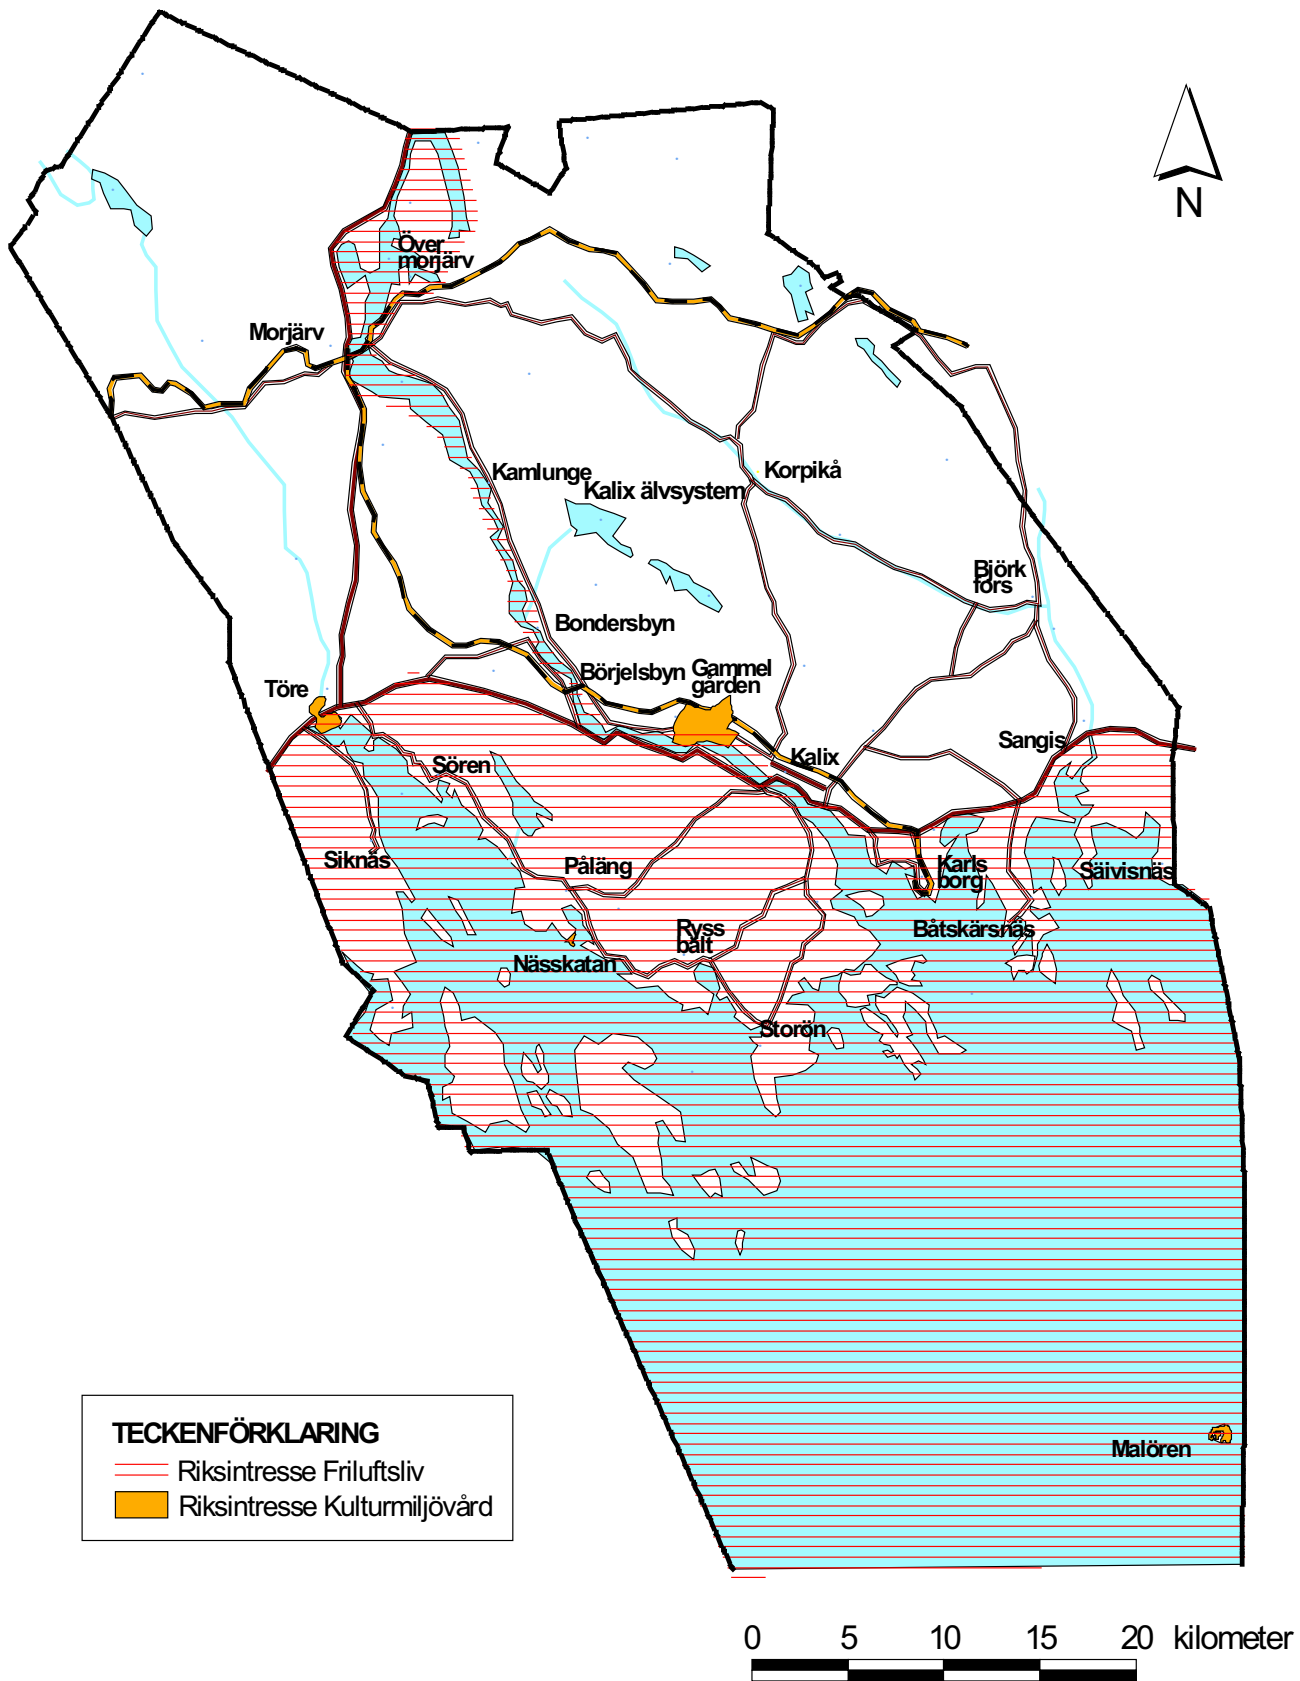 N
Över
morjärv
Morjärv
Kamlunge
Kalix älvsystem
Korpikå
Björk
fors
Bondersbyn
Börjelsbyn
Gammel
gården
Töre
Sangis
Kalix
Sören
Siknäs
Påläng
Karls
borg
Säivisnäs
Ryss
bält
Båtskärsnäs
Nässkatan
Storön
Malören
TECKENFÖRKLARING
Riksintresse Friluftsliv
Riksintresse Kulturmiljövård
0 5 10 15 20 kilometer